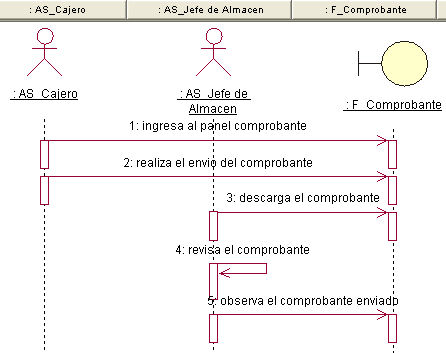 : AS_Cajero
: AS_Jefe de Almacen
: F_Comprobante
: AS_Cajero
: AS_Jefe de
Almacen
: F_Comprobante
1: ingresa al panel comprobante
2: realiza el envio del comprobante
3: descarga el comprobante
4: revisa el comprobante
5: observa el comprobante enviado